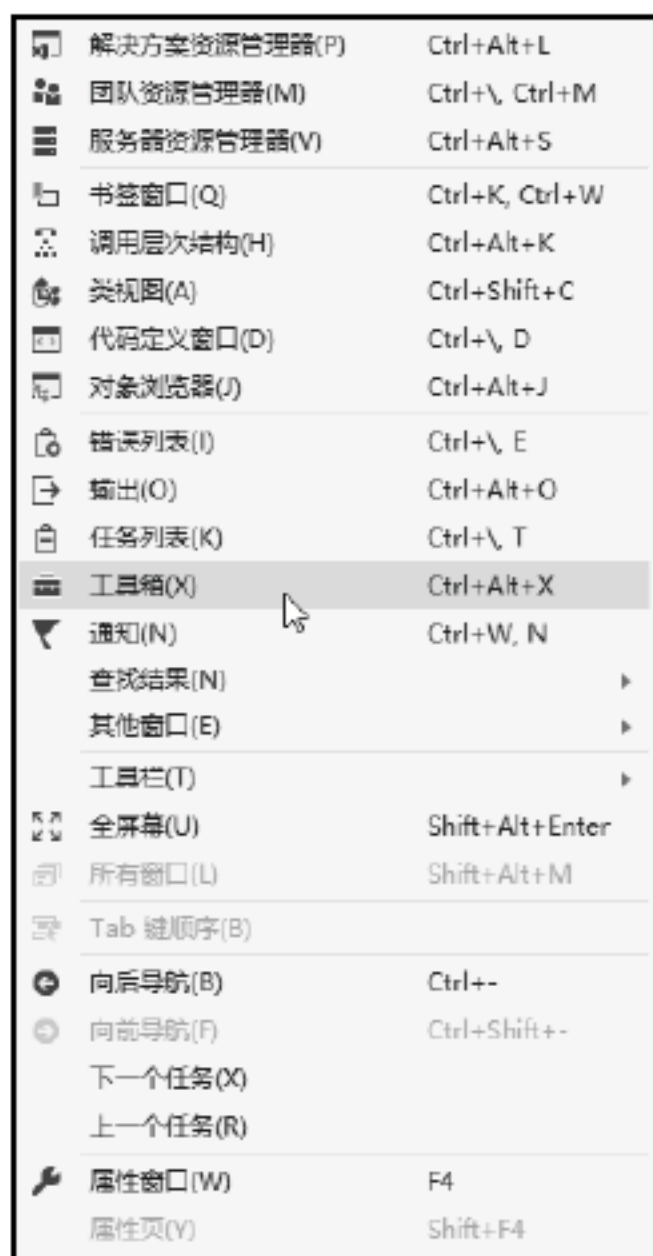 解决方案资源管理器(P) Ctrl+Alt+L
团队资源管理器(M) Ctrl+\, Ctrl+M
服务器资源管理器(V) Ctrl+Alt+S
书签窗口(Q) Ctrl+K, Ctrl+W
调用层次结构(H) Ctrl+Alt+K
类视图(A) Ctrl+Shift+C
代码定义窗口(D) Ctrl+\, D
对象浏览器(J) Ctrl+Alt+J
错误列表(I) Ctrl+\, E
输出(O) Ctrl+Alt+O
任务列表(K) Ctrl+\, T
工具箱(X) Ctrl+Alt+X
通知(N) Ctrl+W, N
查找结果(N)
其他窗口(E)
工具栏(T)
全屏幕(U) Shift+Alt+Enter
所有窗口(L) Shift+Alt+M
Tab 键顺序(B)
向后导航(B) Ctrl+-
向前导航(F) Ctrl+Shift+-
下一个任务(X)
上一个任务(R)
属性窗口(W) F4
属性页(Y) Shift+F4